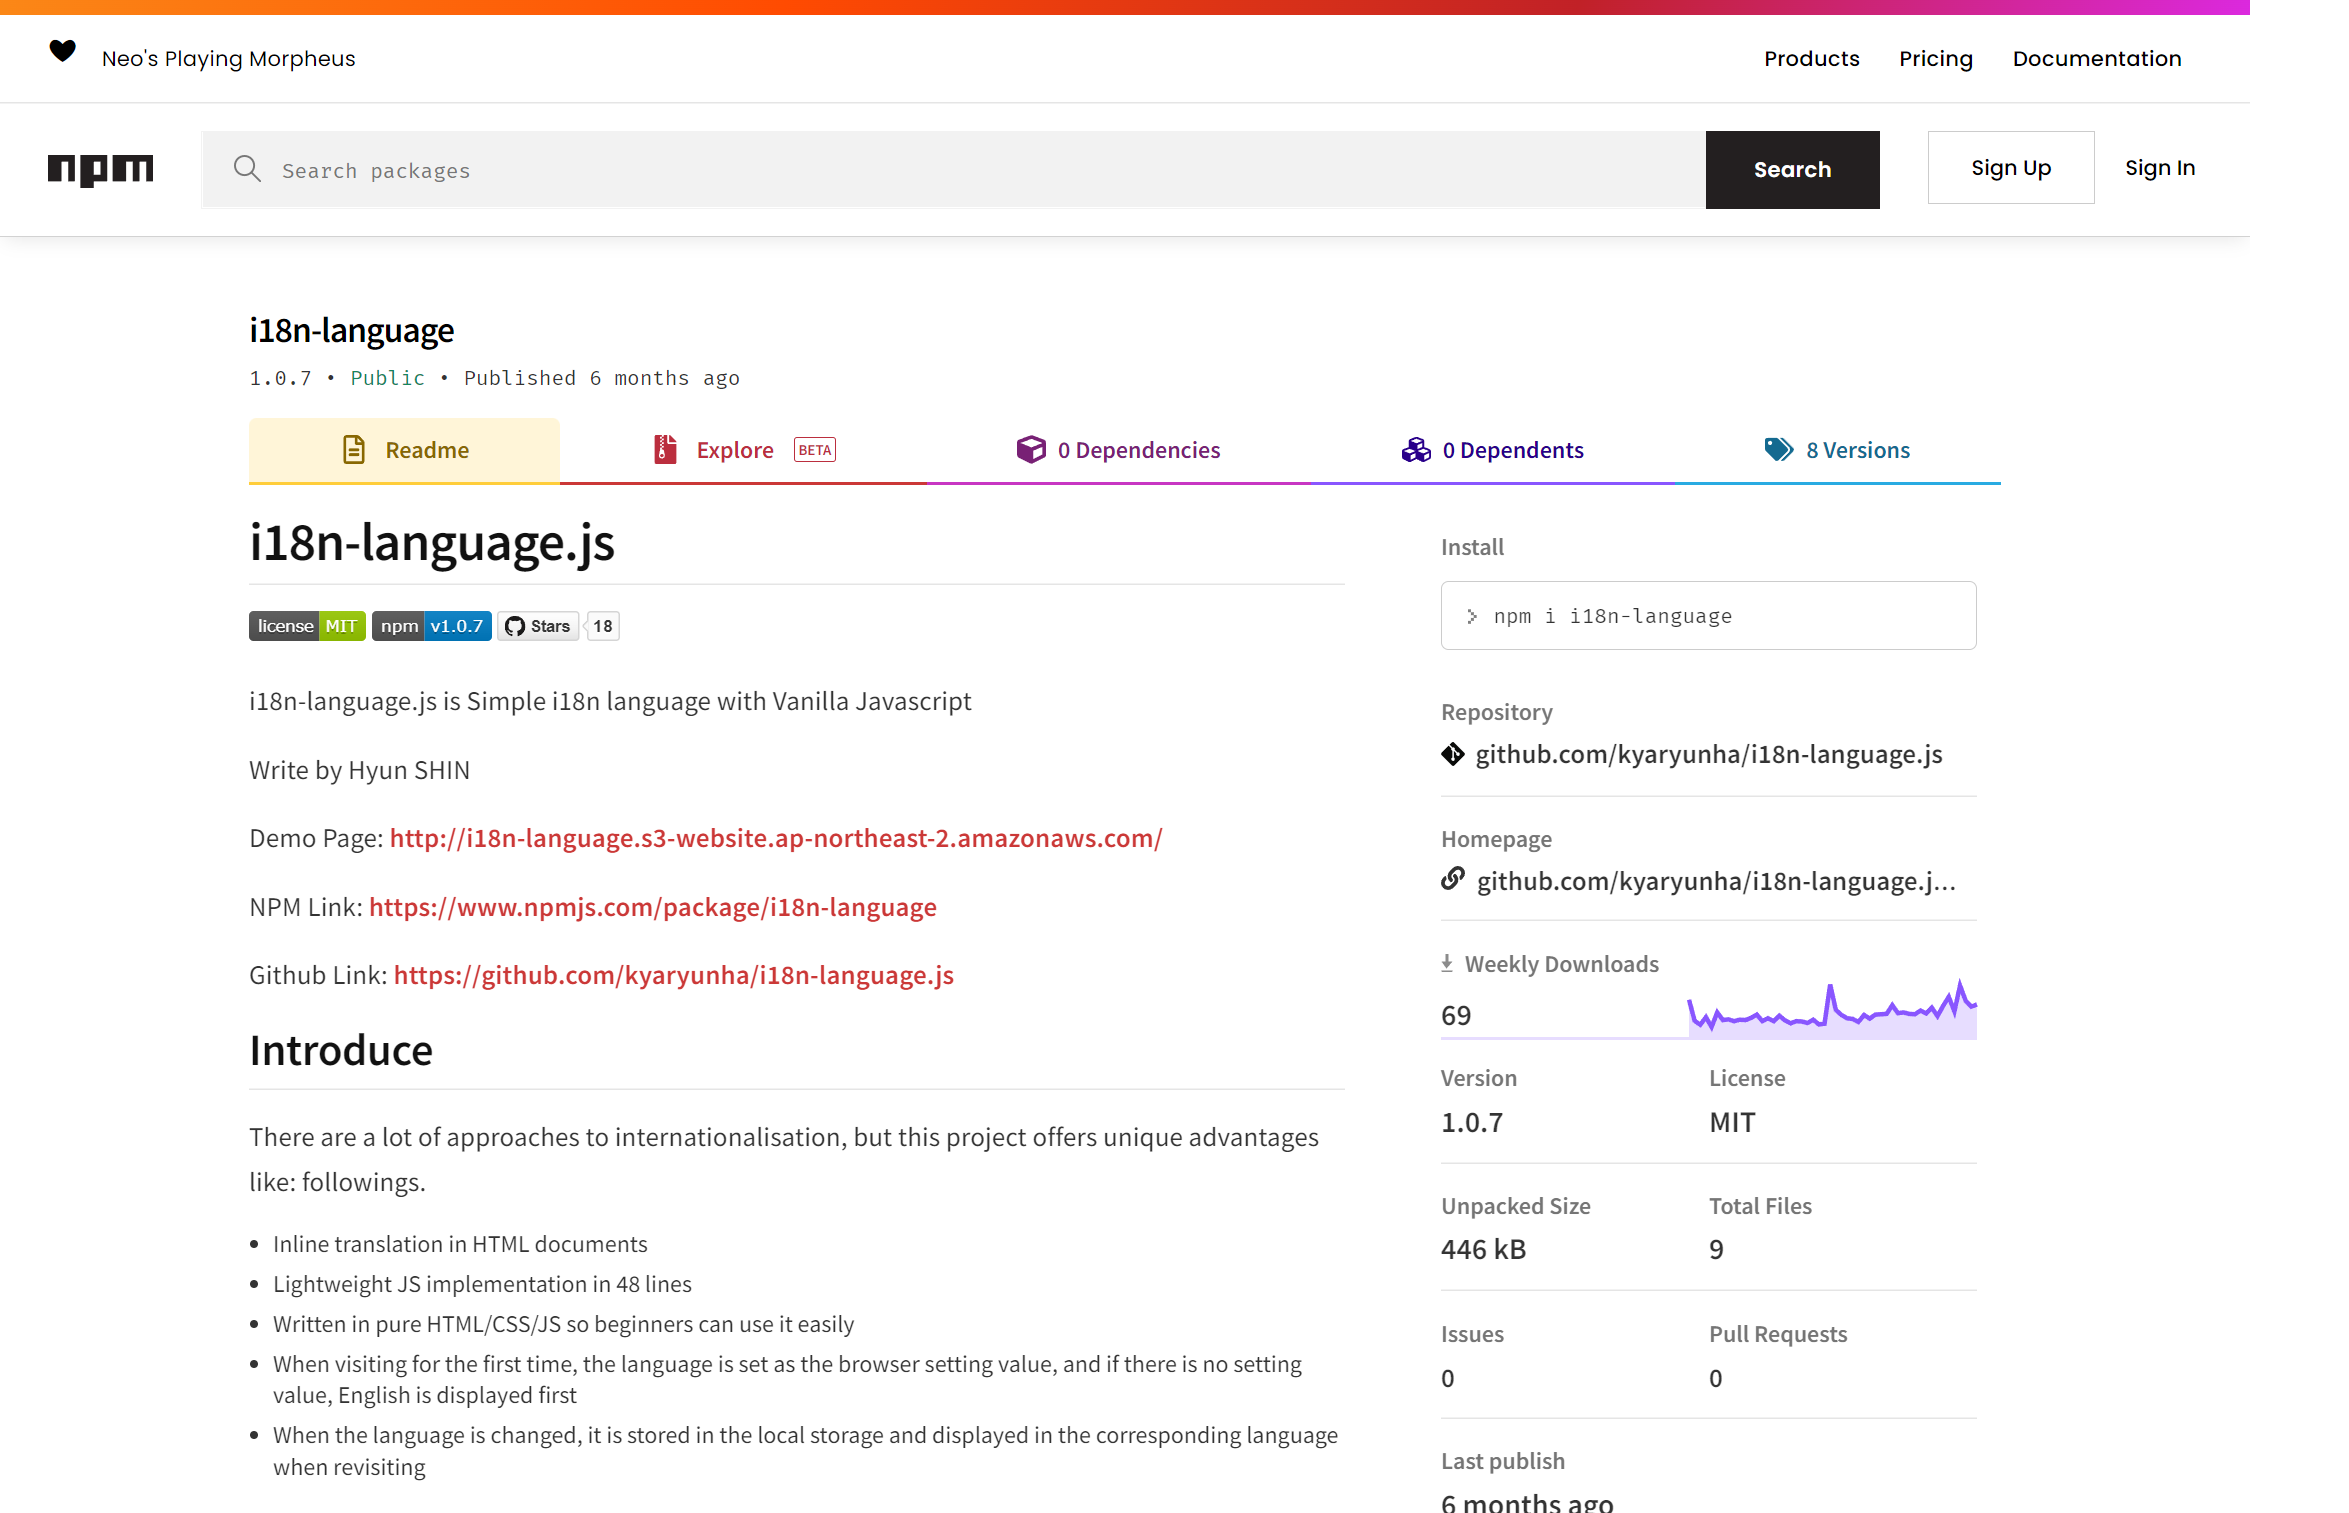 Neo's Playing Morpheus
Products Pricing Documentation
npm
Search packages
Search
Sign Up
Sign In
i18n-language
1.0.7 • Public • Published 6 months ago
Readme
Explore BETA
0 Dependencies
0 Dependents
8 Versions
i18n-language.js
license MIT npm v1.0.7 Stars 18
i18n-language.js is Simple i18n language with Vanilla Javascript
Write by Hyun SHIN
Demo Page: http://i18n-language.s3-website.ap-northeast-2.amazonaws.com/
NPM Link: https://www.npmjs.com/package/i18n-language
Github Link: https://github.com/kyaryunha/i18n-language.js
Introduce
There are a lot of approaches to internationalisation, but this project offers unique advantages
like: followings.
• Inline translation in HTML documents
• Lightweight JS implementation in 48 lines
• Written in pure HTML/CSS/JS so beginners can use it easily
• When visiting for the first time, the language is set as the browser setting value, and if there is no setting
value, English is displayed first
• When the language is changed, it is stored in the local storage and displayed in the corresponding language
when revisiting
Install
> npm i i18n-language
Repository
github.com/kyaryunha/i18n-language.js
Homepage
github.com/kyaryunha/i18n-language.j...
Weekly Downloads
69
Version License
1.0.7 MIT
Unpacked Size Total Files
446 kB 9
Issues Pull Requests
0 0
Last publish
6 months ago